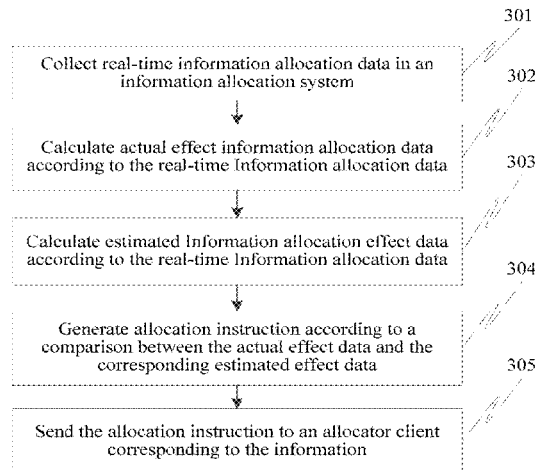 301
Collect real-time information allocation data in an
information allocation system
302
Calculate actual effect information allocation data
according to the real-time Information allocation data
303
Calculate estimated Information allocation effect data
according to the real-time Information allocation data
304
Generate allocation instruction according to a
comparison between the actual effect data and the
corresponding estimated effect data
305
Send the allocation instruction to an allocator client
corresponding to the information